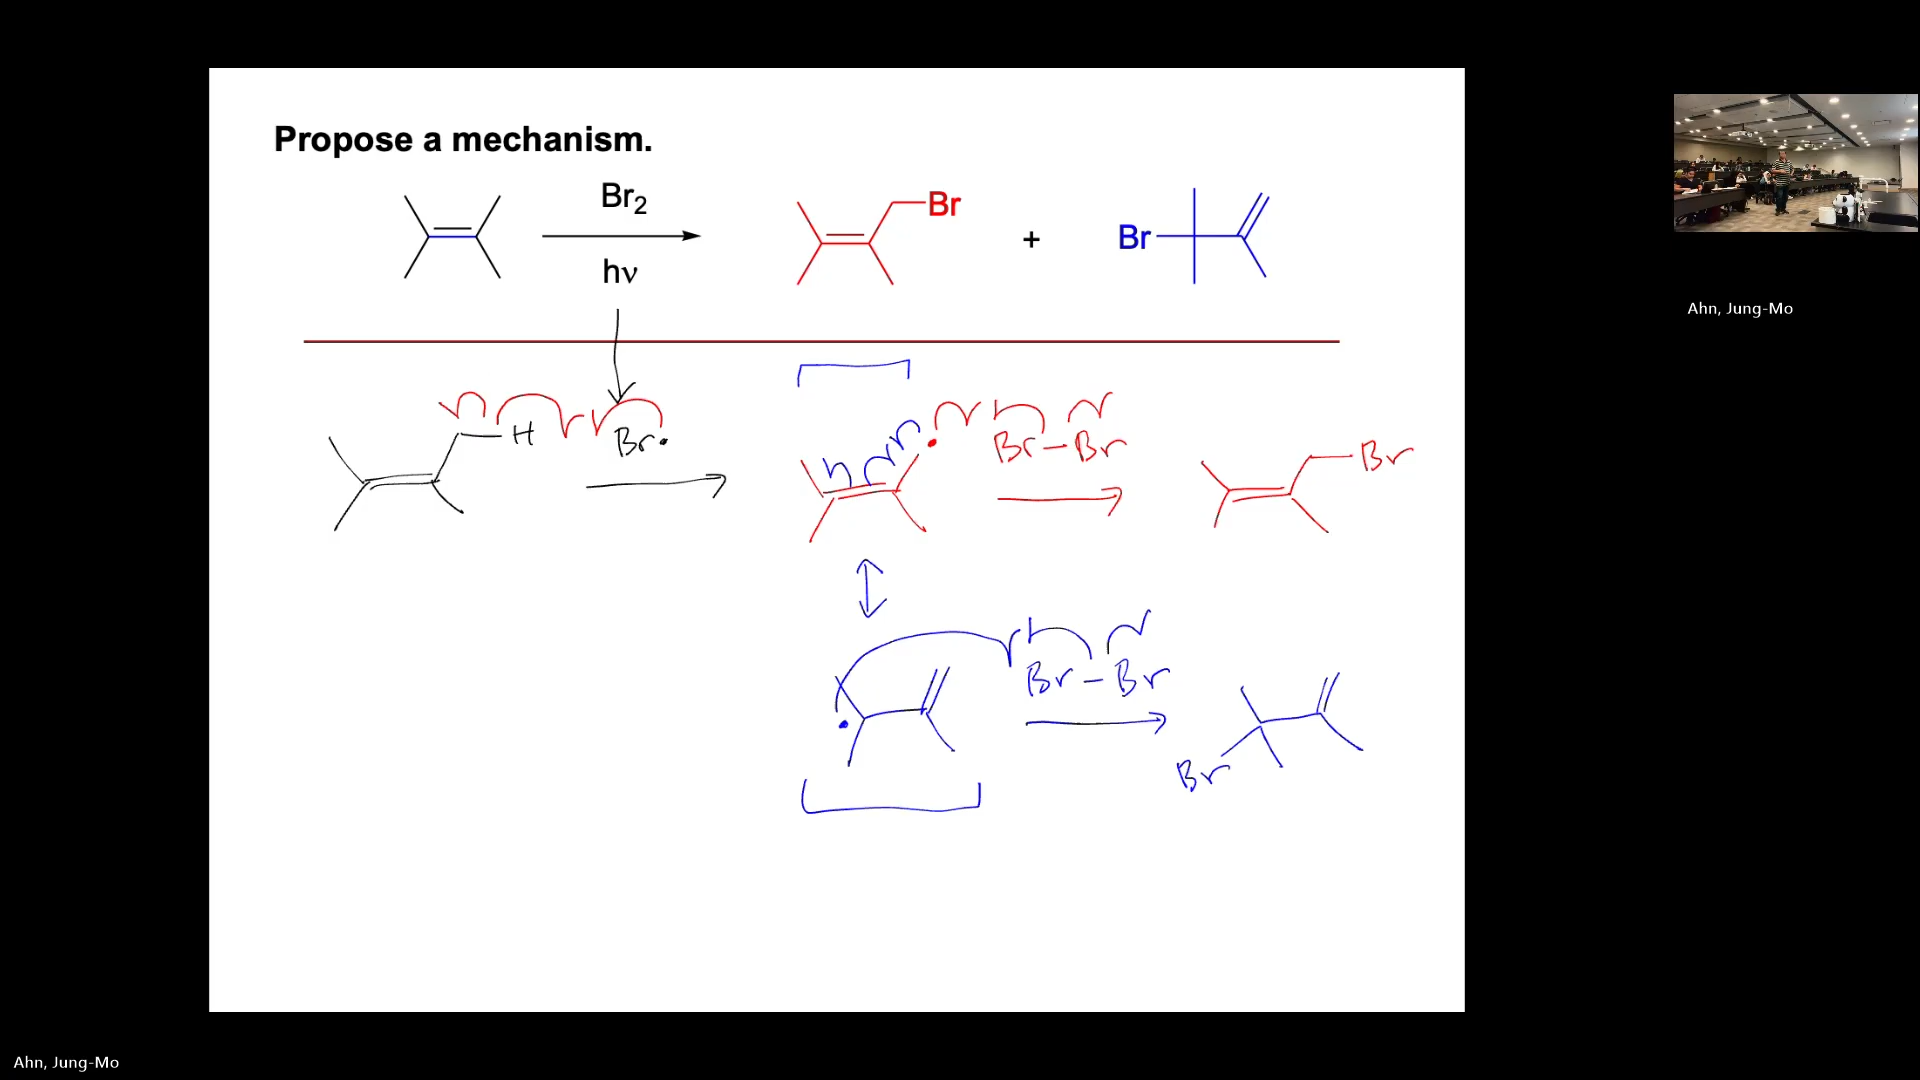 Propose a mechanism.
Br2
hν
Br
+
Br
Ahn, Jung-Mo
H
Br•
Br–Br
Br
Br–Br
Br
Ahn, Jung-Mo